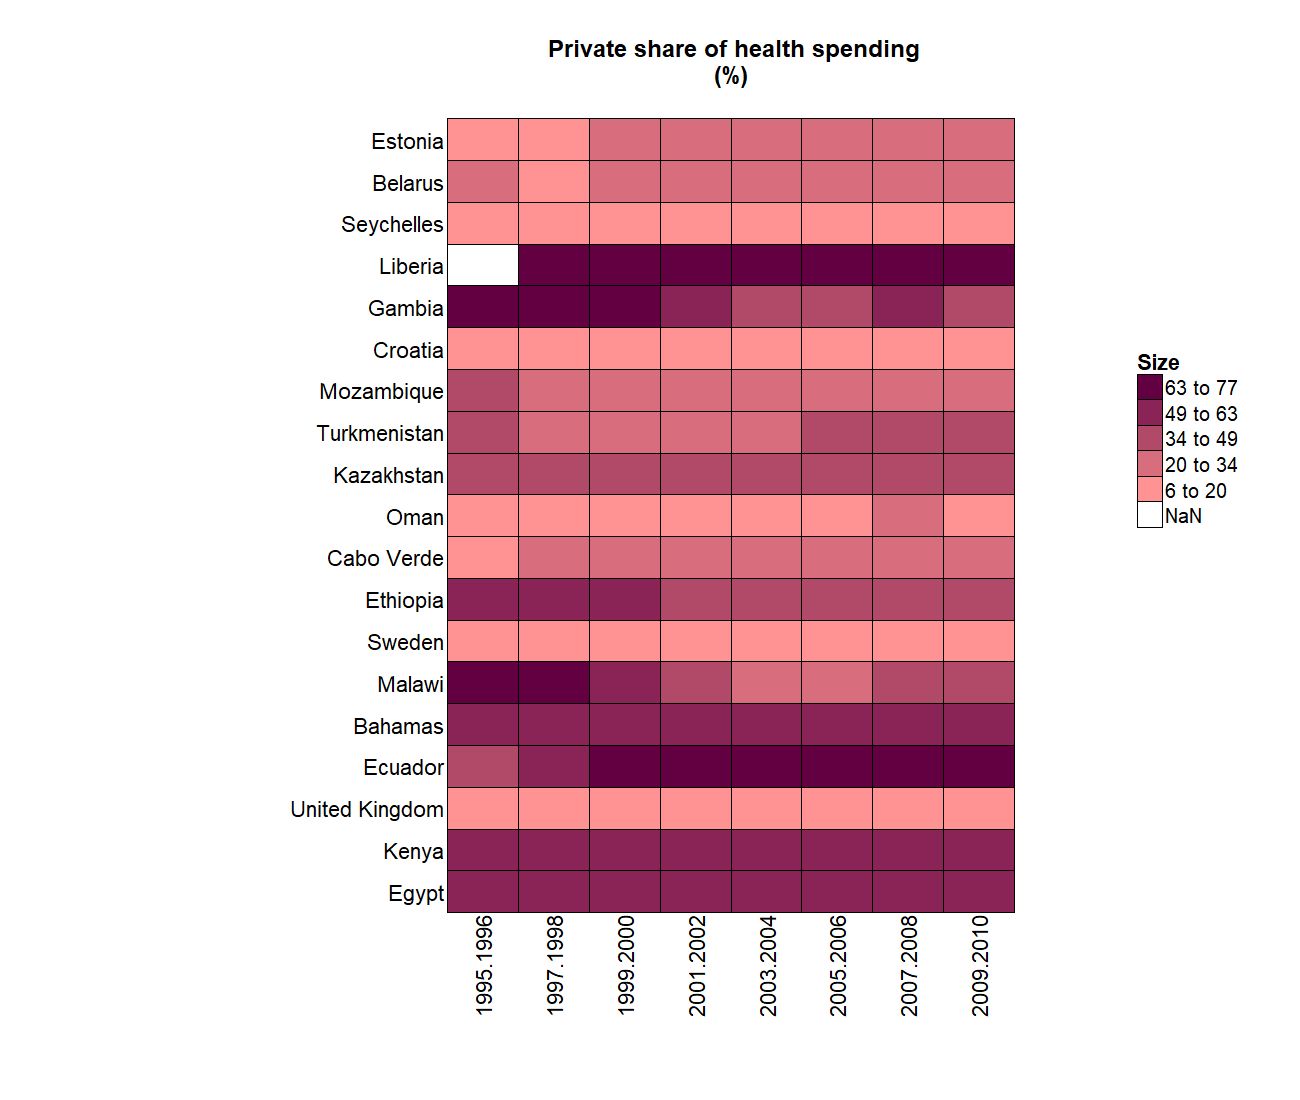 Private share of health spending
(%)
Estonia
Belarus
Seychelles
Liberia
Gambia
Croatia
Mozambique
Turkmenistan
Kazakhstan
Oman
Cabo Verde
Ethiopia
Sweden
Malawi
Bahamas
Ecuador
United Kingdom
Kenya
Egypt
1995.1996
1997.1998
1999.2000
2001.2002
2003.2004
2005.2006
2007.2008
2009.2010
Size
63 to 77
49 to 63
34 to 49
20 to 34
6 to 20
NaN